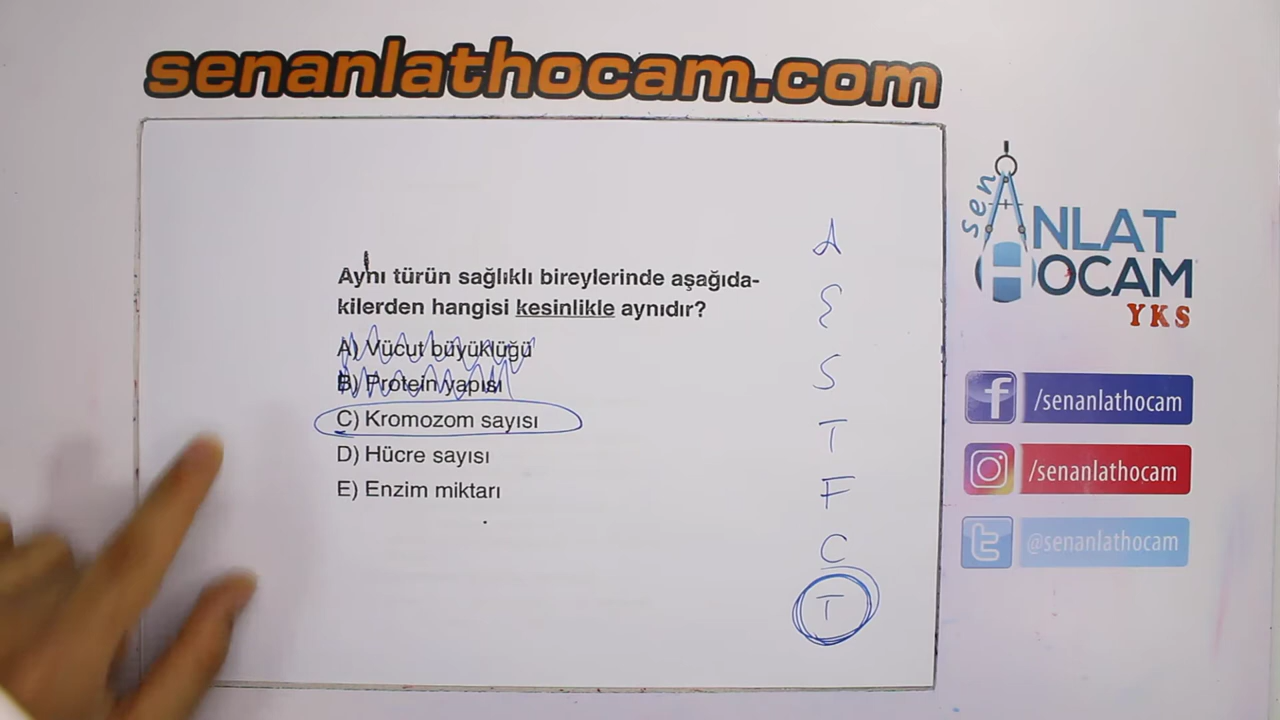 senanlathocam.com
Aynı türün sağlıklı bireylerinde aşağıda-
kilerden hangisi kesinlikle aynıdır?
A) Vücut büyüklüğü
B) Protein yapısı
C) Kromozom sayısı
D) Hücre sayısı
E) Enzim miktarı
A
S
T
F
C
T
sen
ANLAT
HOCAM
YKS
/senanlathocam
/senanlathocam
@senanlathocam